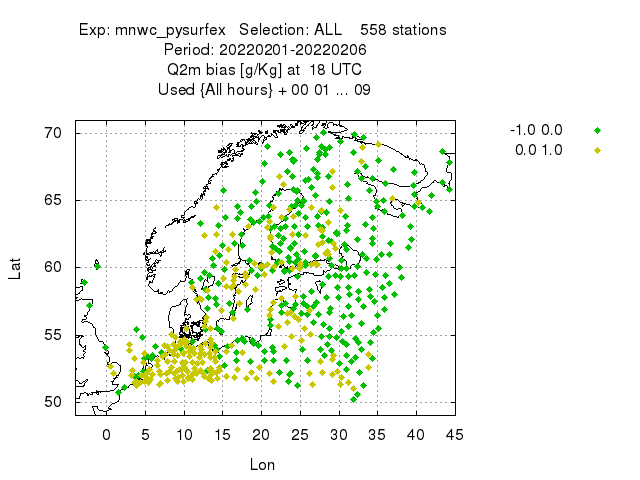 Exp: mnwc_pysurfex   Selection: ALL    558 stations
Period: 20220201-20220206
Q2m bias [g/Kg] at  18 UTC
Used {All hours} + 00 01 ... 09
-1.0 0.0
0.0 1.0
70
65
60
55
50
Lat
0 5 10 15 20 25 30 35 40 45
Lon